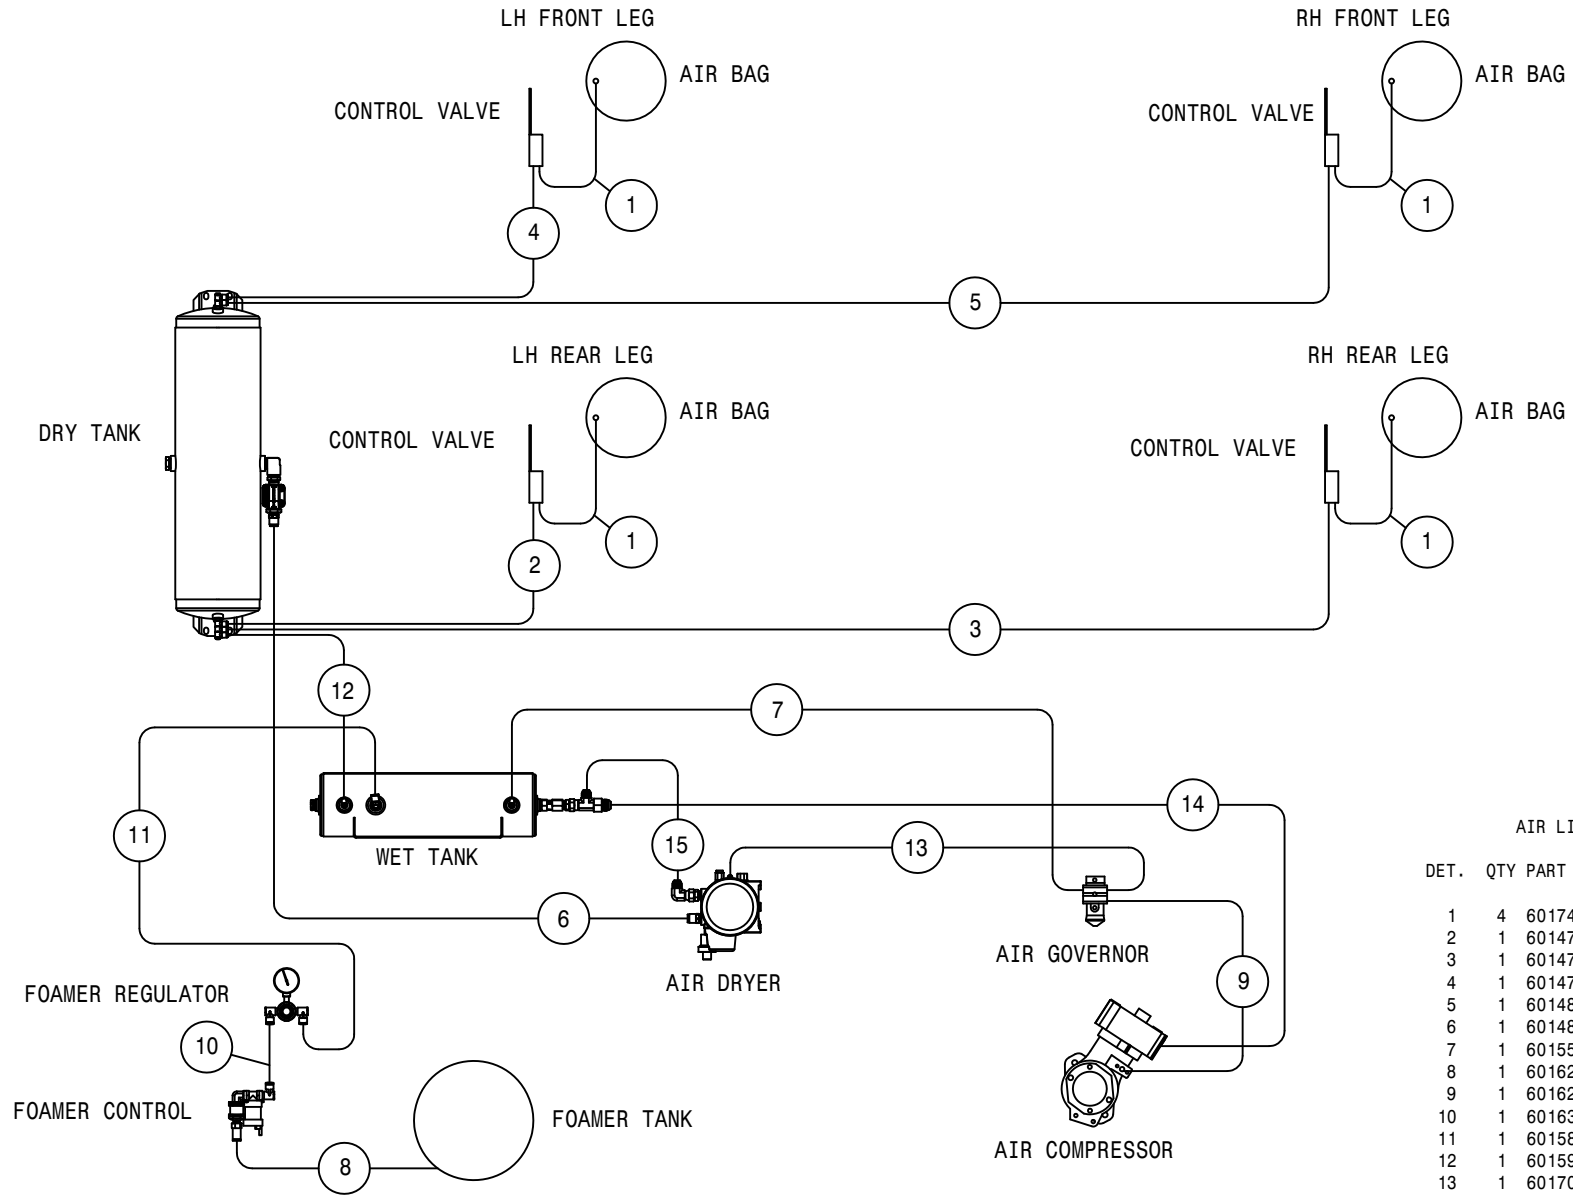 LH FRONT LEG
RH FRONT LEG
AIR BAG
AIR BAG
CONTROL VALVE
CONTROL VALVE
1
1
4
5
LH REAR LEG
RH REAR LEG
AIR BAG
AIR BAG
DRY TANK
CONTROL VALVE
CONTROL VALVE
1
1
2
3
12
7
14
11
15
13
WET TANK
6
AIR GOVERNOR
AIR DRYER
9
FOAMER REGULATOR
10
FOAMER CONTROL
FOAMER TANK
AIR COMPRESSOR
8
AIR LI
DET. QTY PART
1 4 60174
2 1 60147
3 1 60147
4 1 60147
5 1 60148
6 1 60148
7 1 60155
8 1 60162
9 1 60162
10 1 60163
11 1 60158
12 1 60159
13 1 60170